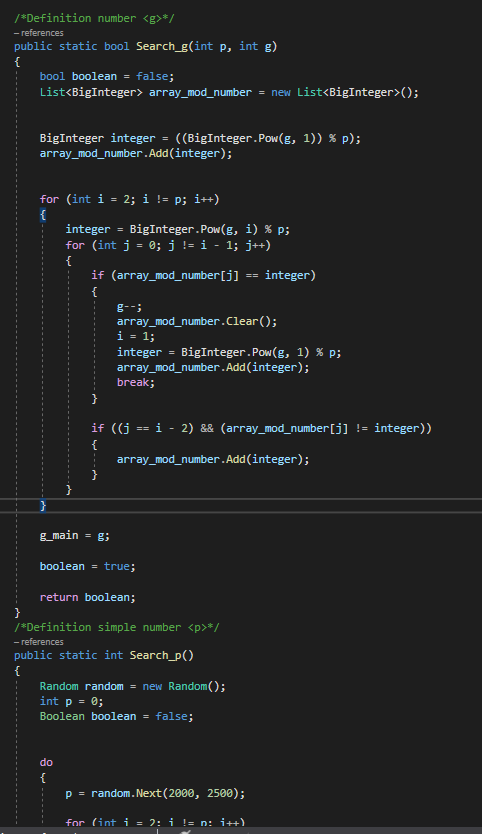 /*Definition number <g>*/
– references
public static bool Search_g(int p, int g)
{
bool boolean = false;
List<BigInteger> array_mod_number = new List<BigInteger>();
BigInteger integer = ((BigInteger.Pow(g, 1)) % p);
array_mod_number.Add(integer);
for (int i = 2; i != p; i++)
{
integer = BigInteger.Pow(g, i) % p;
for (int j = 0; j != i - 1; j++)
{
if (array_mod_number[j] == integer)
{
g--;
array_mod_number.Clear();
i = 1;
integer = BigInteger.Pow(g, 1) % p;
array_mod_number.Add(integer);
break;
}
if ((j == i - 2) && (array_mod_number[j] != integer))
{
array_mod_number.Add(integer);
}
}
}
g_main = g;
boolean = true;
return boolean;
}
/*Definition simple number <p>*/
– references
public static int Search_p()
{
Random random = new Random();
int p = 0;
Boolean boolean = false;
do
{
p = random.Next(2000, 2500);
for (int i = 2; i != p; i++)